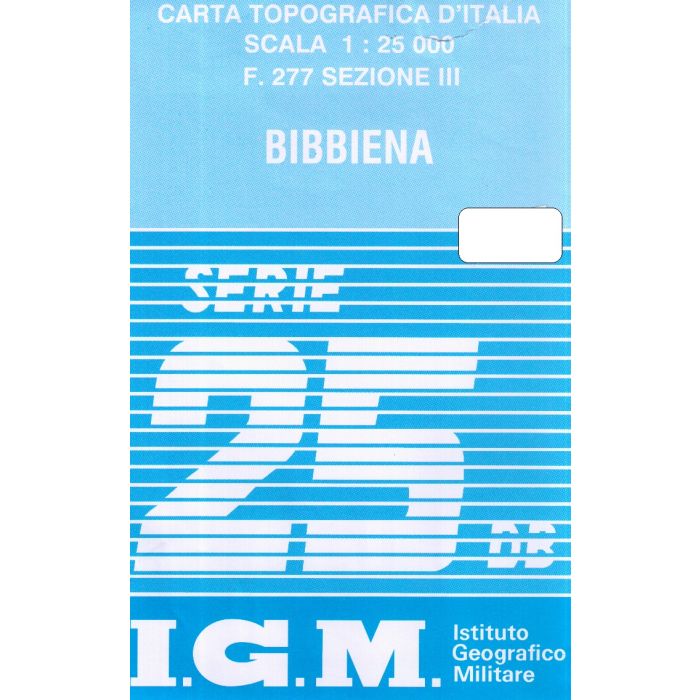 CARTA TOPOGRAFICA D'ITALIA
SCALA 1 : 25 000
F. 277 SEZIONE III
BIBBIENA
SERIE
25
DB
I.G.M.
Istituto
Geografico
Militare